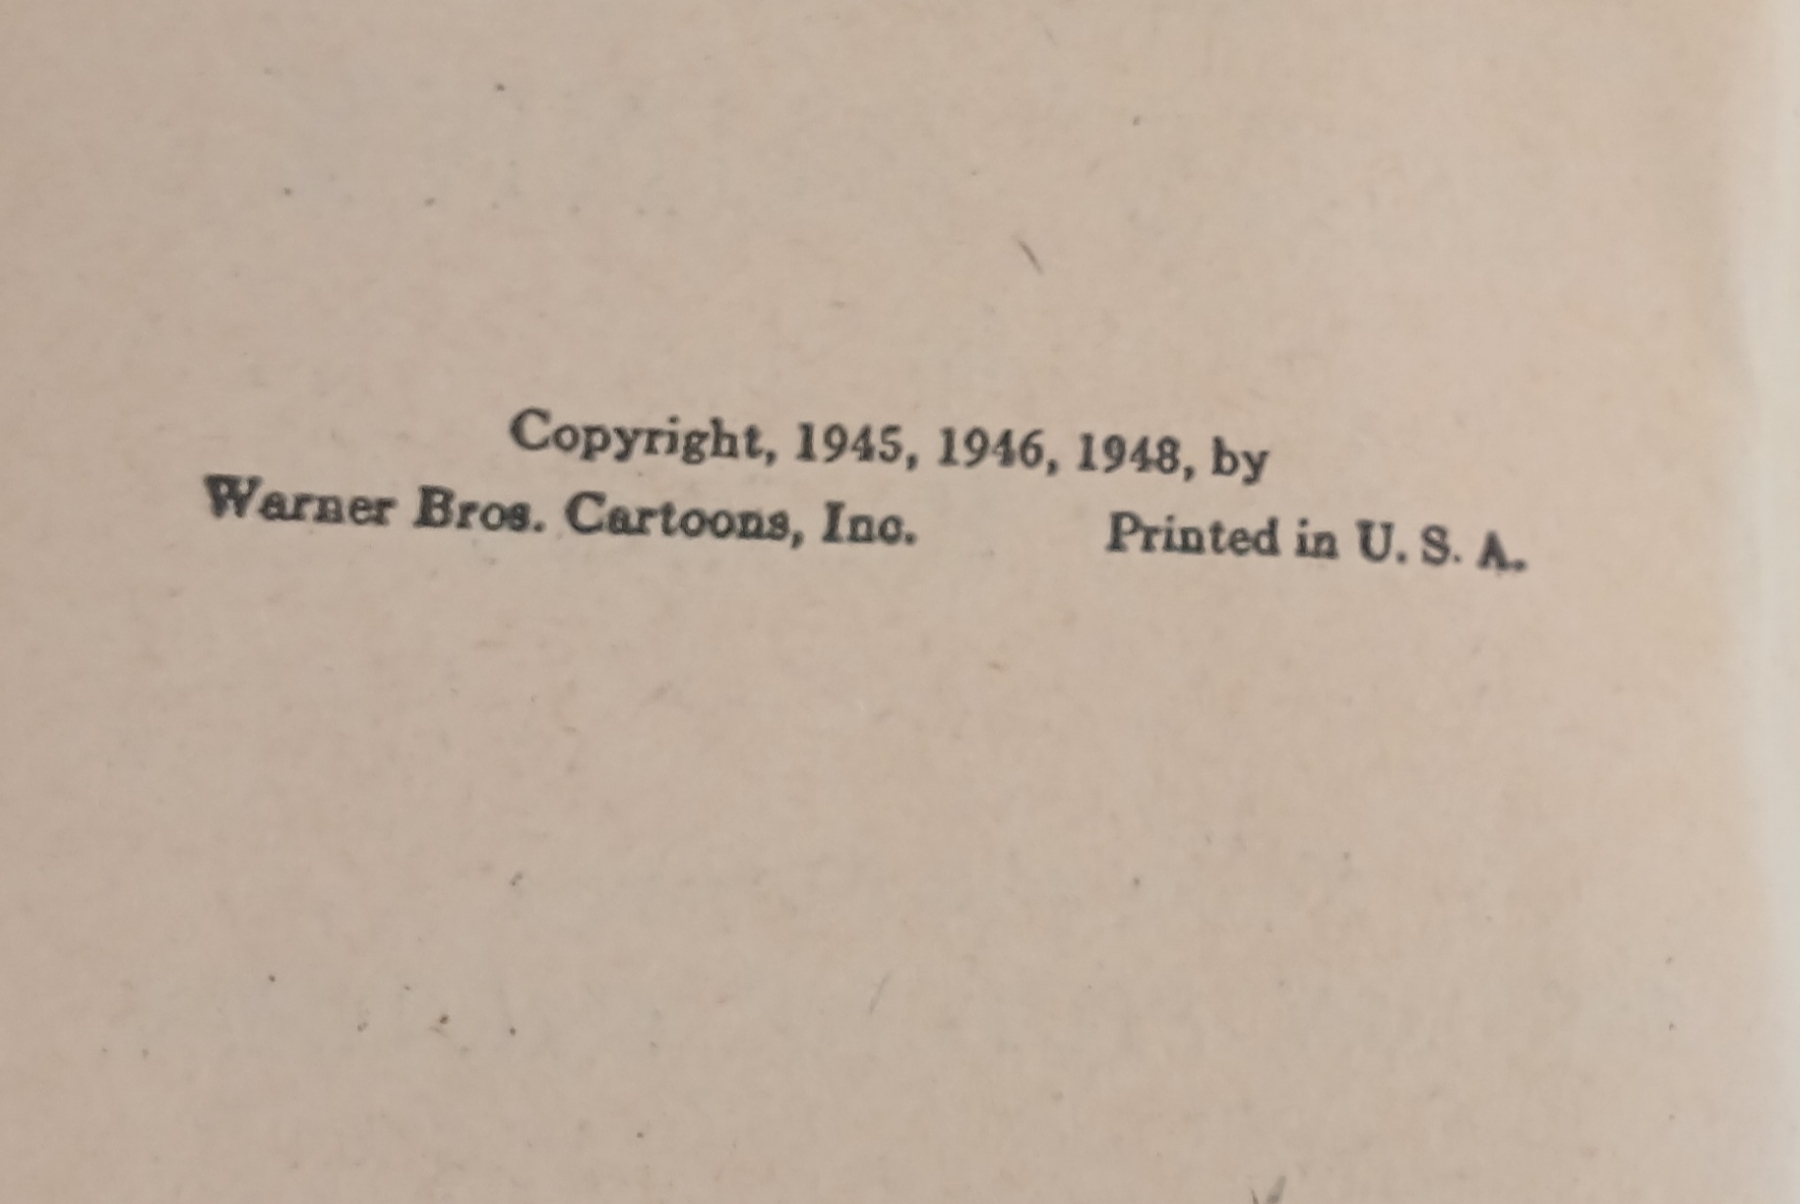 Copyright, 1945, 1946, 1948, by
Warner Bros. Cartoons, Inc. Printed in U. S. A.